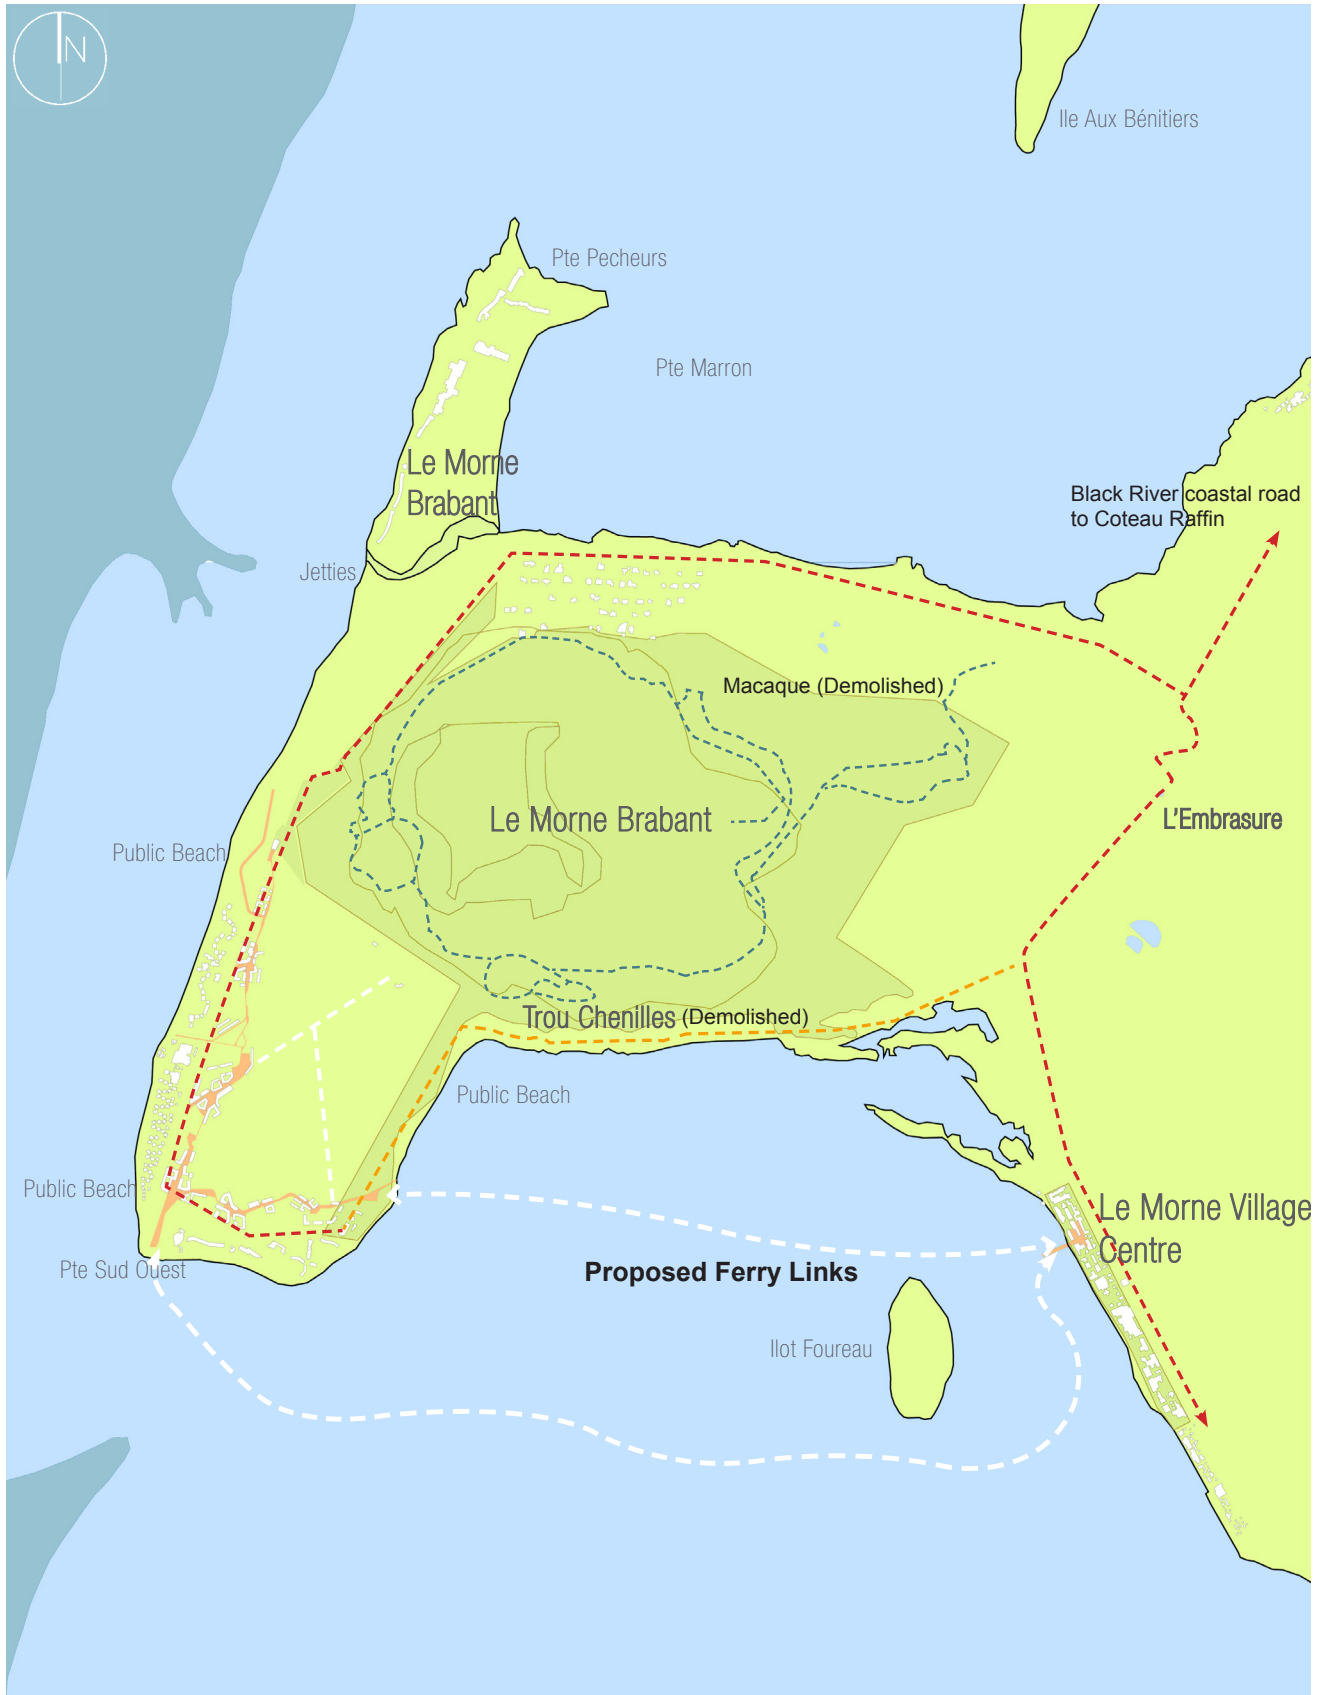 N
Ile Aux Bénitiers
Pte Pecheurs
Pte Marron
Le Morne
Brabant
Black River coastal road
to Coteau Raffin
Jetties
Macaque (Demolished)
Le Morne Brabant
L'Embrasure
Public Beach
Trou Chenilles (Demolished)
Public Beach
Public Beach
Le Morne Village
Centre
Pte Sud Ouest
Proposed Ferry Links
Ilot Foureau